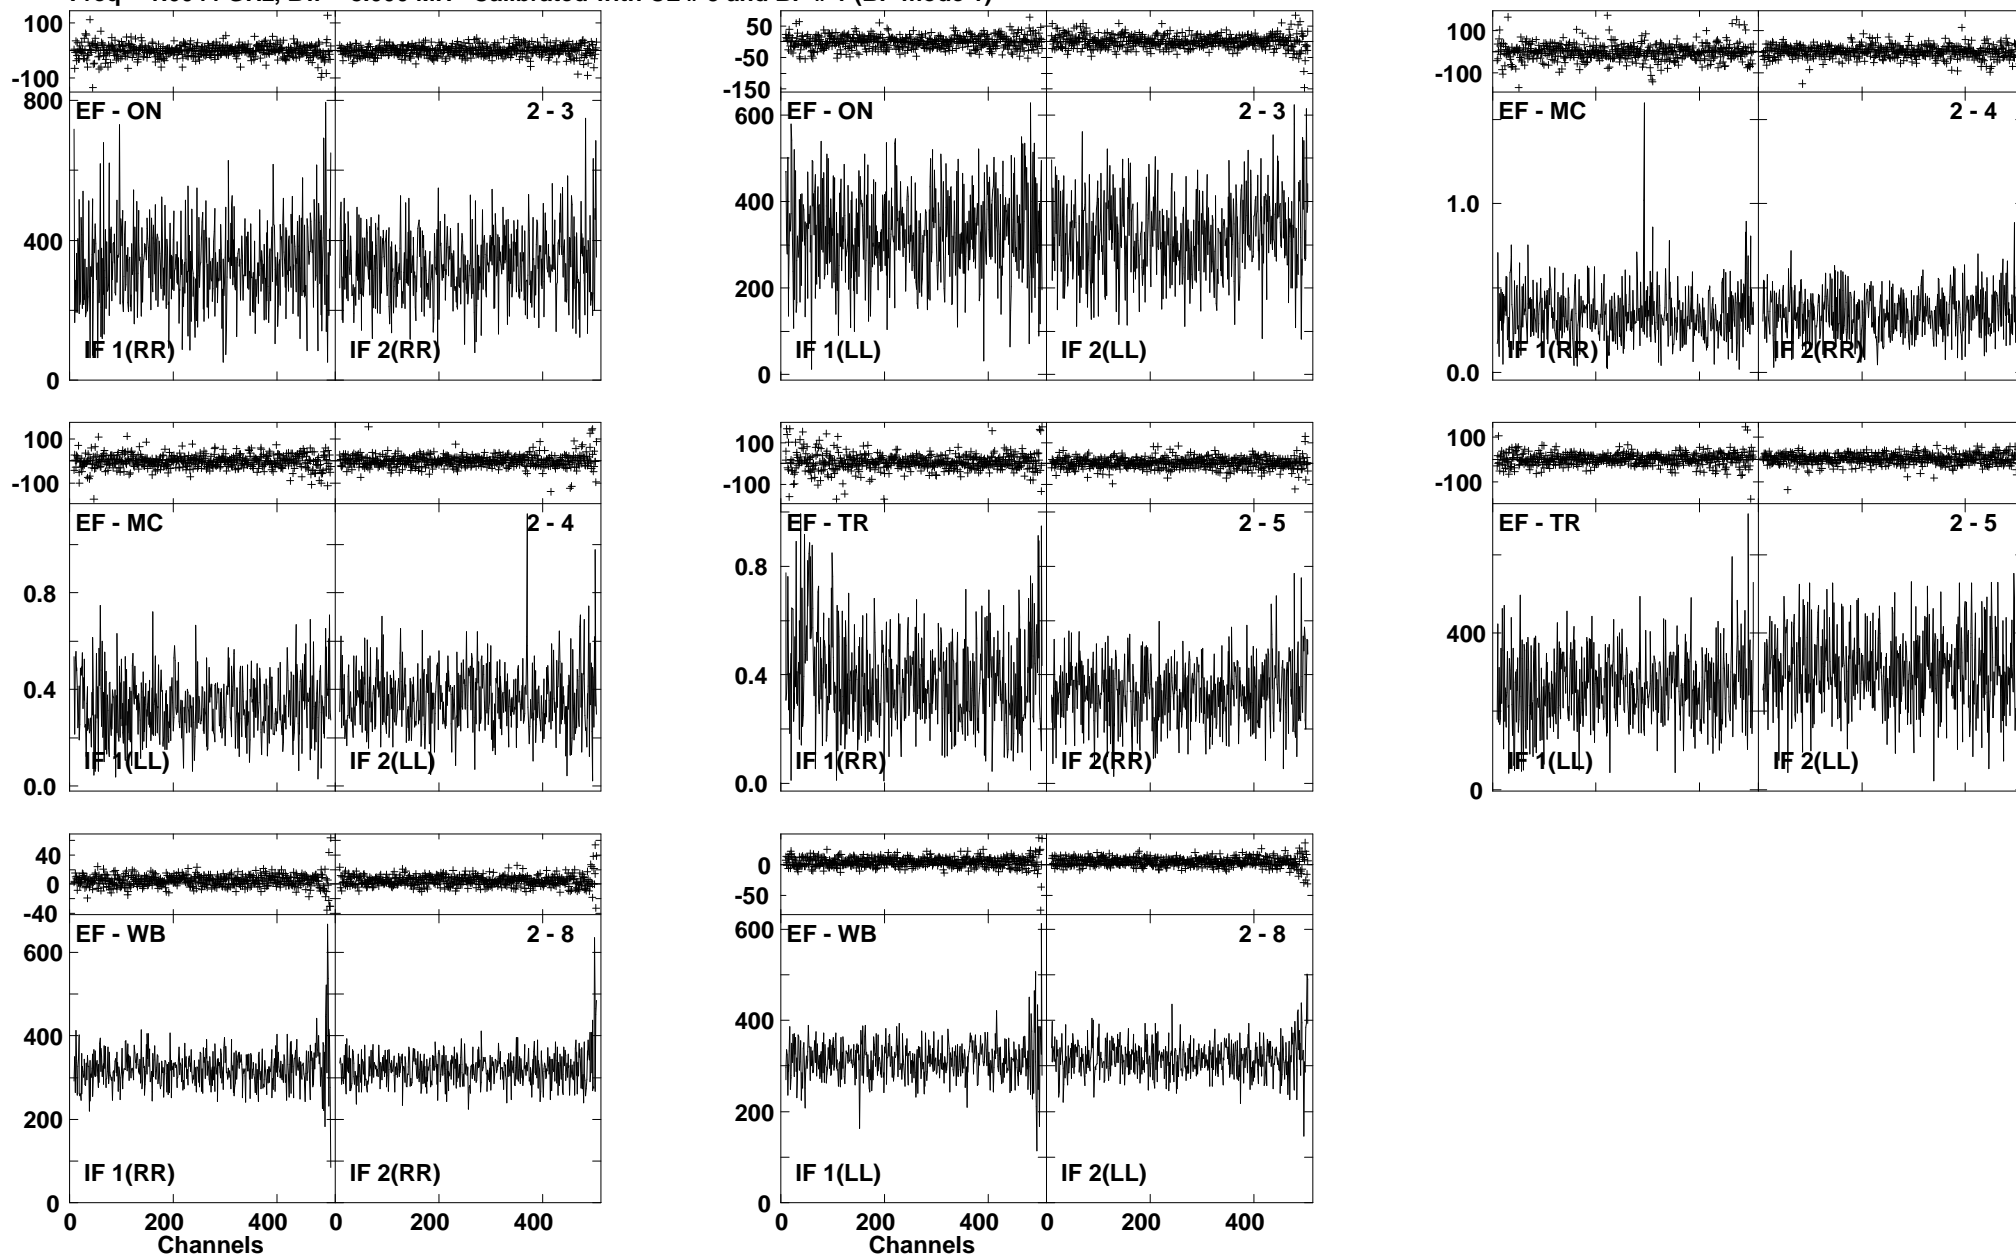 100
-100
800
400
0
EF - ON 2 - 3
IF 1(RR) IF 2(RR)
50
-50
-150
600
400
200
0
EF - ON 2 - 3
IF 1(LL) IF 2(LL)
100
-100
1.0
0.0
EF - MC 2 - 4
IF 1(RR) IF 2(RR)
100
-100
0.8
0.4
0.0
EF - MC 2 - 4
IF 1(LL) IF 2(LL)
100
-100
0.8
0.4
0.0
EF - TR 2 - 5
IF 1(RR) IF 2(RR)
100
-100
400
0
EF - TR 2 - 5
IF 1(LL) IF 2(LL)
40
0
-40
600
400
200
0
EF - WB 2 - 8
IF 1(RR) IF 2(RR)
0 200 400 0 200 400
Channels
0
-50
600
400
200
0
EF - WB 2 - 8
IF 1(LL) IF 2(LL)
0 200 400 0 200 400
Channels